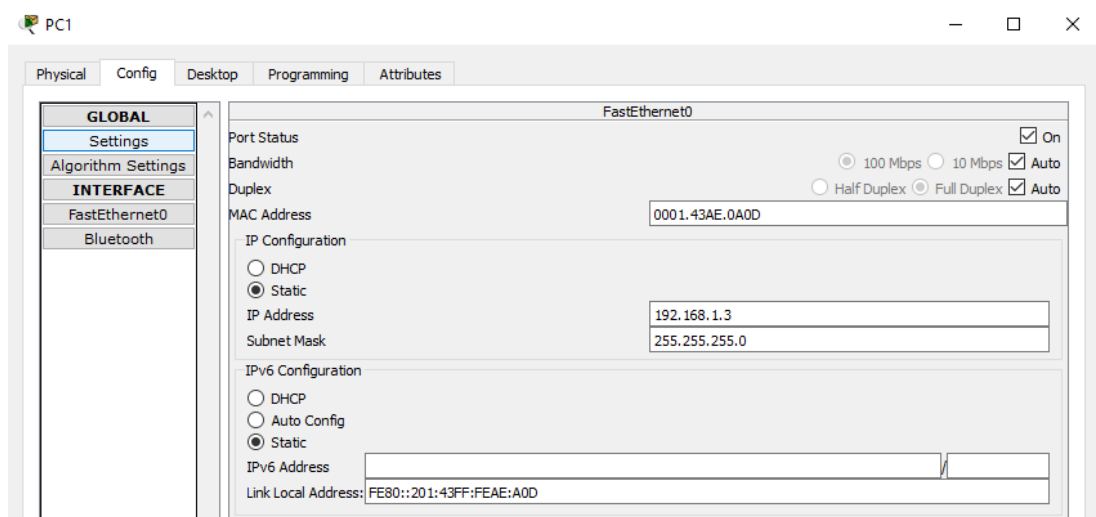 PC1
Physical Config Desktop Programming Attributes
GLOBAL
Settings
Algorithm Settings
INTERFACE
FastEthernet0
Bluetooth
FastEthernet0
Port Status On
Bandwidth 100 Mbps 10 Mbps Auto
Duplex Half Duplex Full Duplex Auto
MAC Address 0001.43AE.0A0D
IP Configuration
DHCP
Static
IP Address 192.168.1.3
Subnet Mask 255.255.255.0
IPv6 Configuration
DHCP
Auto Config
Static
IPv6 Address /
Link Local Address: FE80::201:43FF:FEAE:A0D